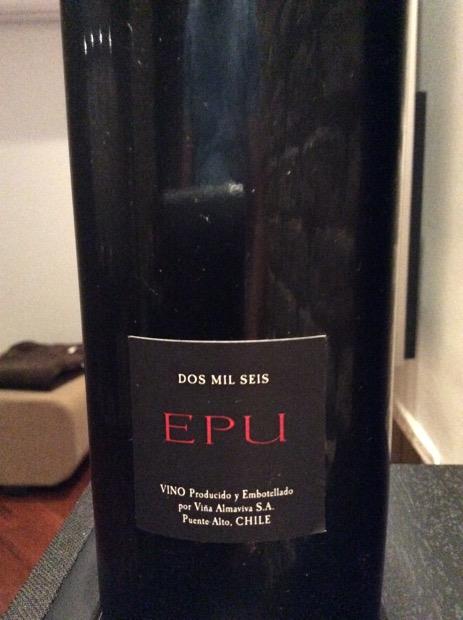 DOS MIL SEIS
EPU
VINO Producido y Embotellado
por Viña Almaviva S.A.
Puente Alto, CHILE